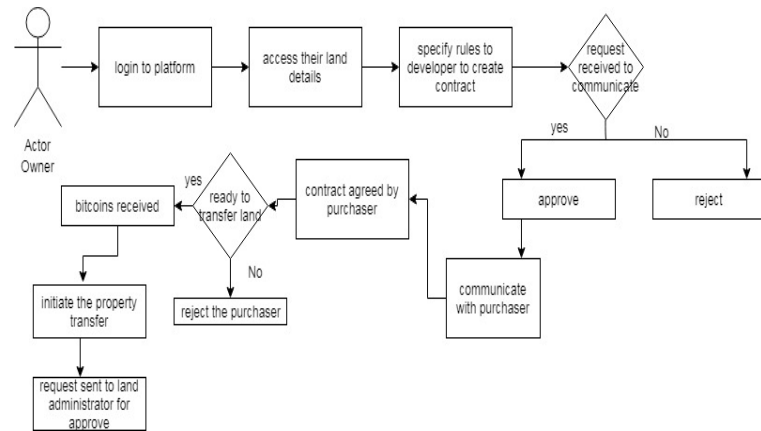 Actor
Owner
login to platform
access their land
details
specify rules to
developer to create
contract
request
received to
communicate
yes
No
approve
reject
communicate
with purchaser
contract agreed by
purchaser
ready to
transfer land
yes
No
bitcoins received
reject the purchaser
initiate the property
transfer
request sent to land
administrator for
approve